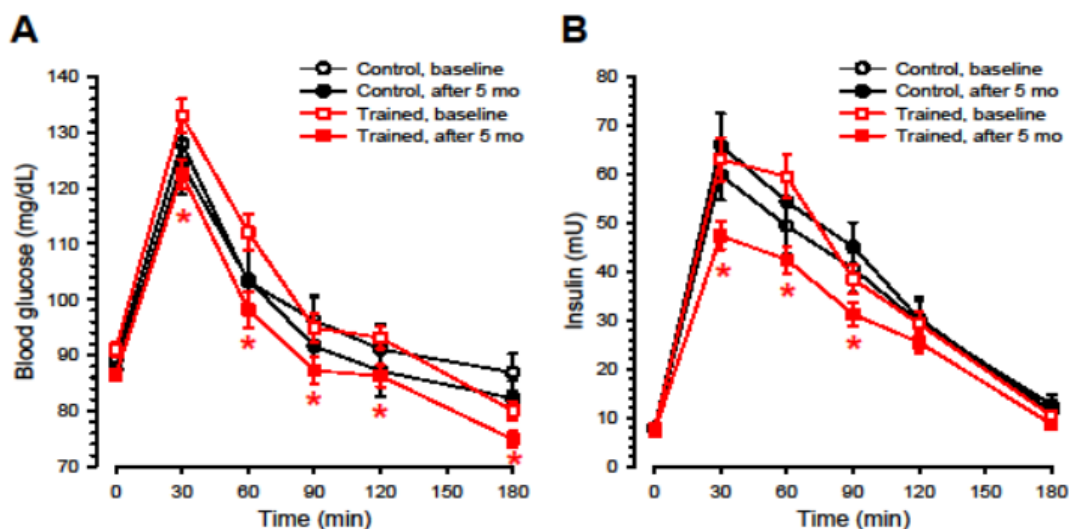 A
Control, baseline
Control, after 5 mo
Trained, baseline
Trained, after 5 mo
Blood glucose (mg/dL)
140
130
120
110
100
90
80
70
*
*
*
*
*
0 30 60 90 120 150 180
Time (min)
B
Control, baseline
Control, after 5 mo
Trained, baseline
Trained, after 5 mo
Insulin (mU)
80
70
60
50
40
30
20
10
0
*
*
*
0 30 60 90 120 150 180
Time (min)